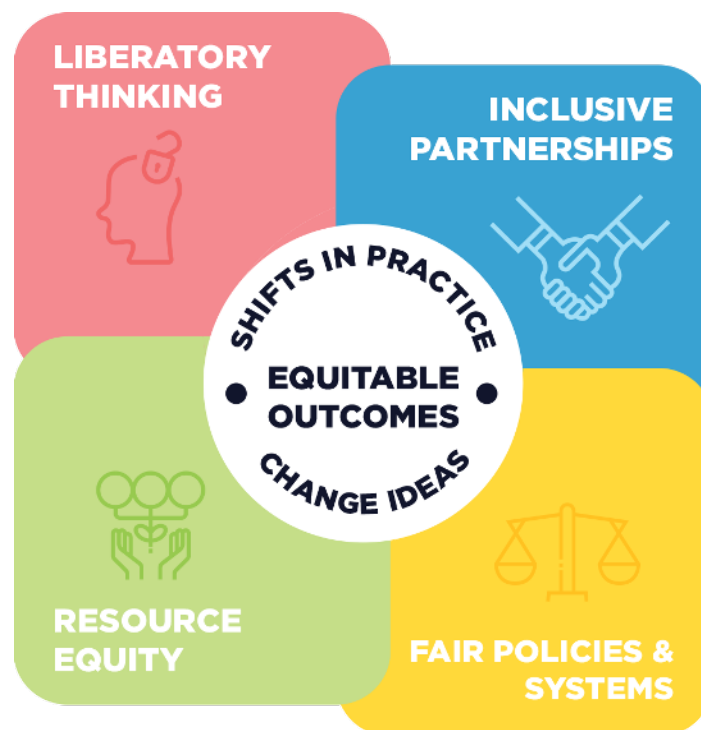 LIBERATORY
THINKING
INCLUSIVE
PARTNERSHIPS
SHIFTS IN PRACTICE
EQUITABLE
OUTCOMES
CHANGE IDEAS
RESOURCE
EQUITY
FAIR POLICIES &
SYSTEMS